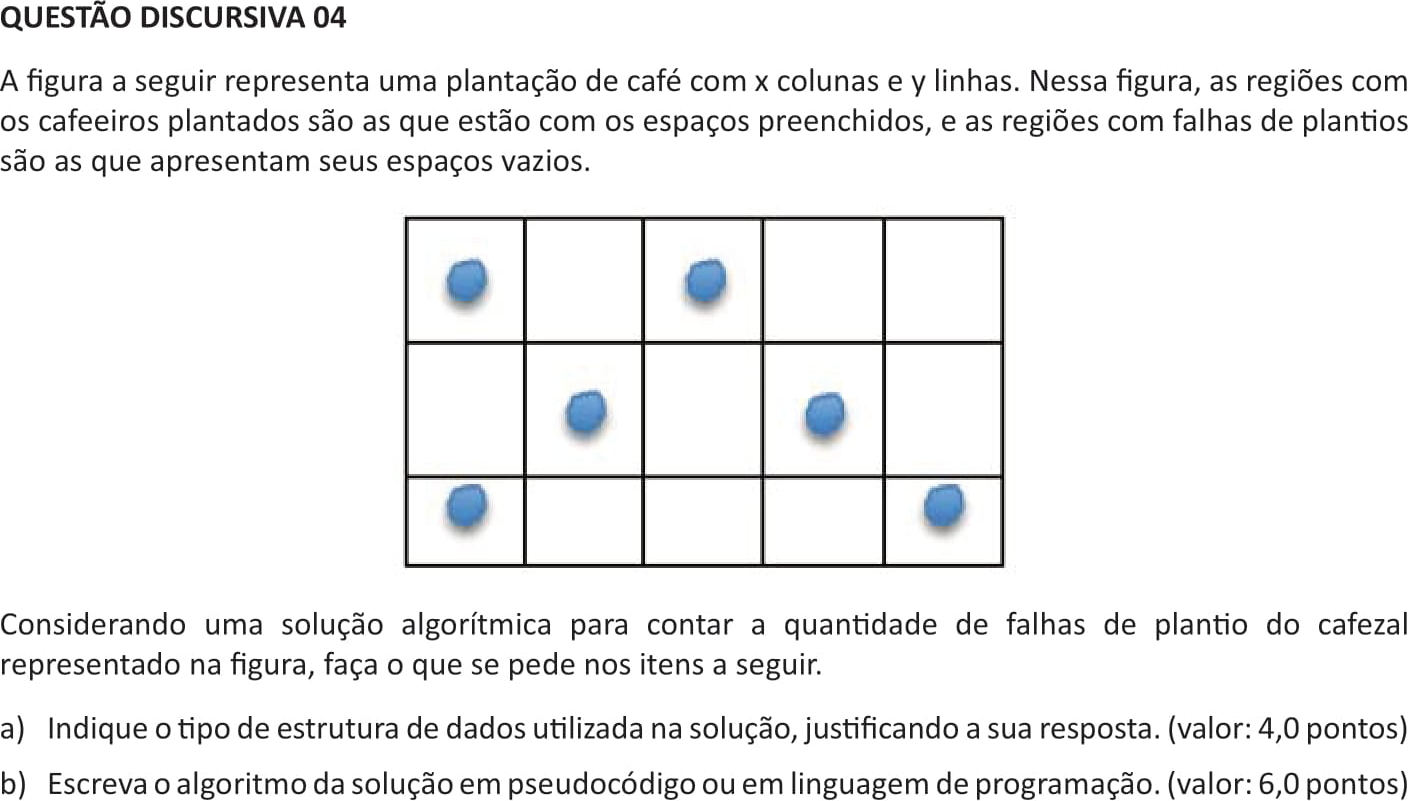 QUESTÃO DISCURSIVA 04
A figura a seguir representa uma plantação de café com x colunas e y linhas. Nessa figura, as regiões com
os cafeeiros plantados são as que estão com os espaços preenchidos, e as regiões com falhas de plantios
são as que apresentam seus espaços vazios.
Considerando uma solução algorítmica para contar a quantidade de falhas de plantio do cafezal
representado na figura, faça o que se pede nos itens a seguir.
a) Indique o tipo de estrutura de dados utilizada na solução, justificando a sua resposta. (valor: 4,0 pontos)
b) Escreva o algoritmo da solução em pseudocódigo ou em linguagem de programação. (valor: 6,0 pontos)